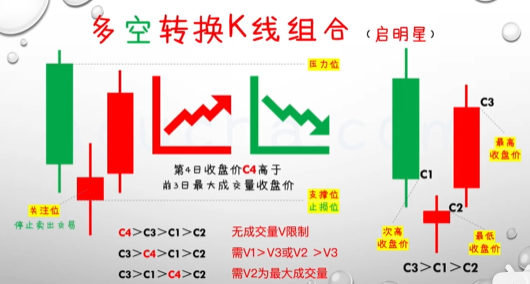 多空转换K线组合（启明星）
压力位
第4日收盘价C4高于
前3日最大成交量收盘价
支撑位
止损位
关注位
停止卖出交易
C4>C3>C1>C2 无成交量V限制
C3>C4>C1>C2 需V1>V3或V2 >V3
C3>C1>C4>C2 需V2为最大成交量
C3
最高
收盘价
C1
C2
次高
收盘价
最低
收盘价
C3>C1>C2